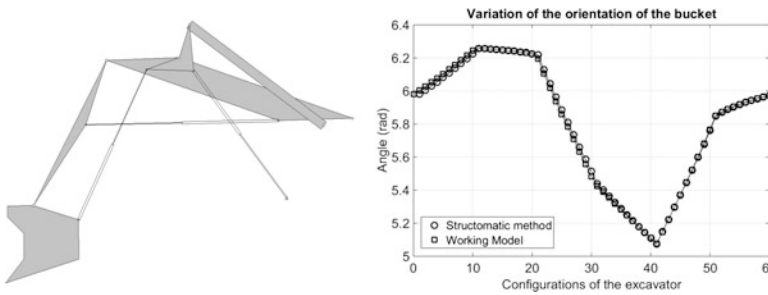 Variation of the orientation of the bucket
6.4
6.2
6
5.8
5.6
5.4
5.2
5
Angle (rad)
Structomatic method
Working Model
0 10 20 30 40 50 60
Configurations of the excavator